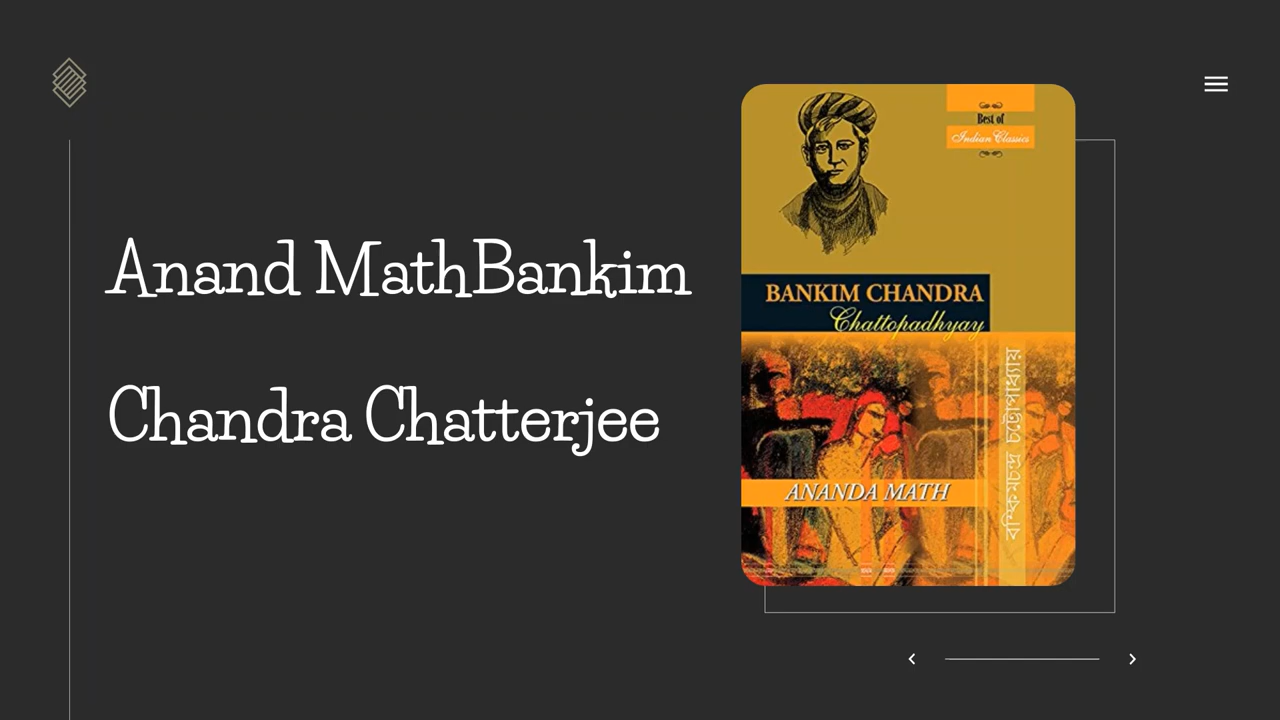 Anand MathBankim
Chandra Chatterjee
Best of
Indian Classics
BANKIM CHANDRA
Chattopadhyay
বঙ্কিমচন্দ্র চট্টোপাধ্যায়
ANANDA MATH